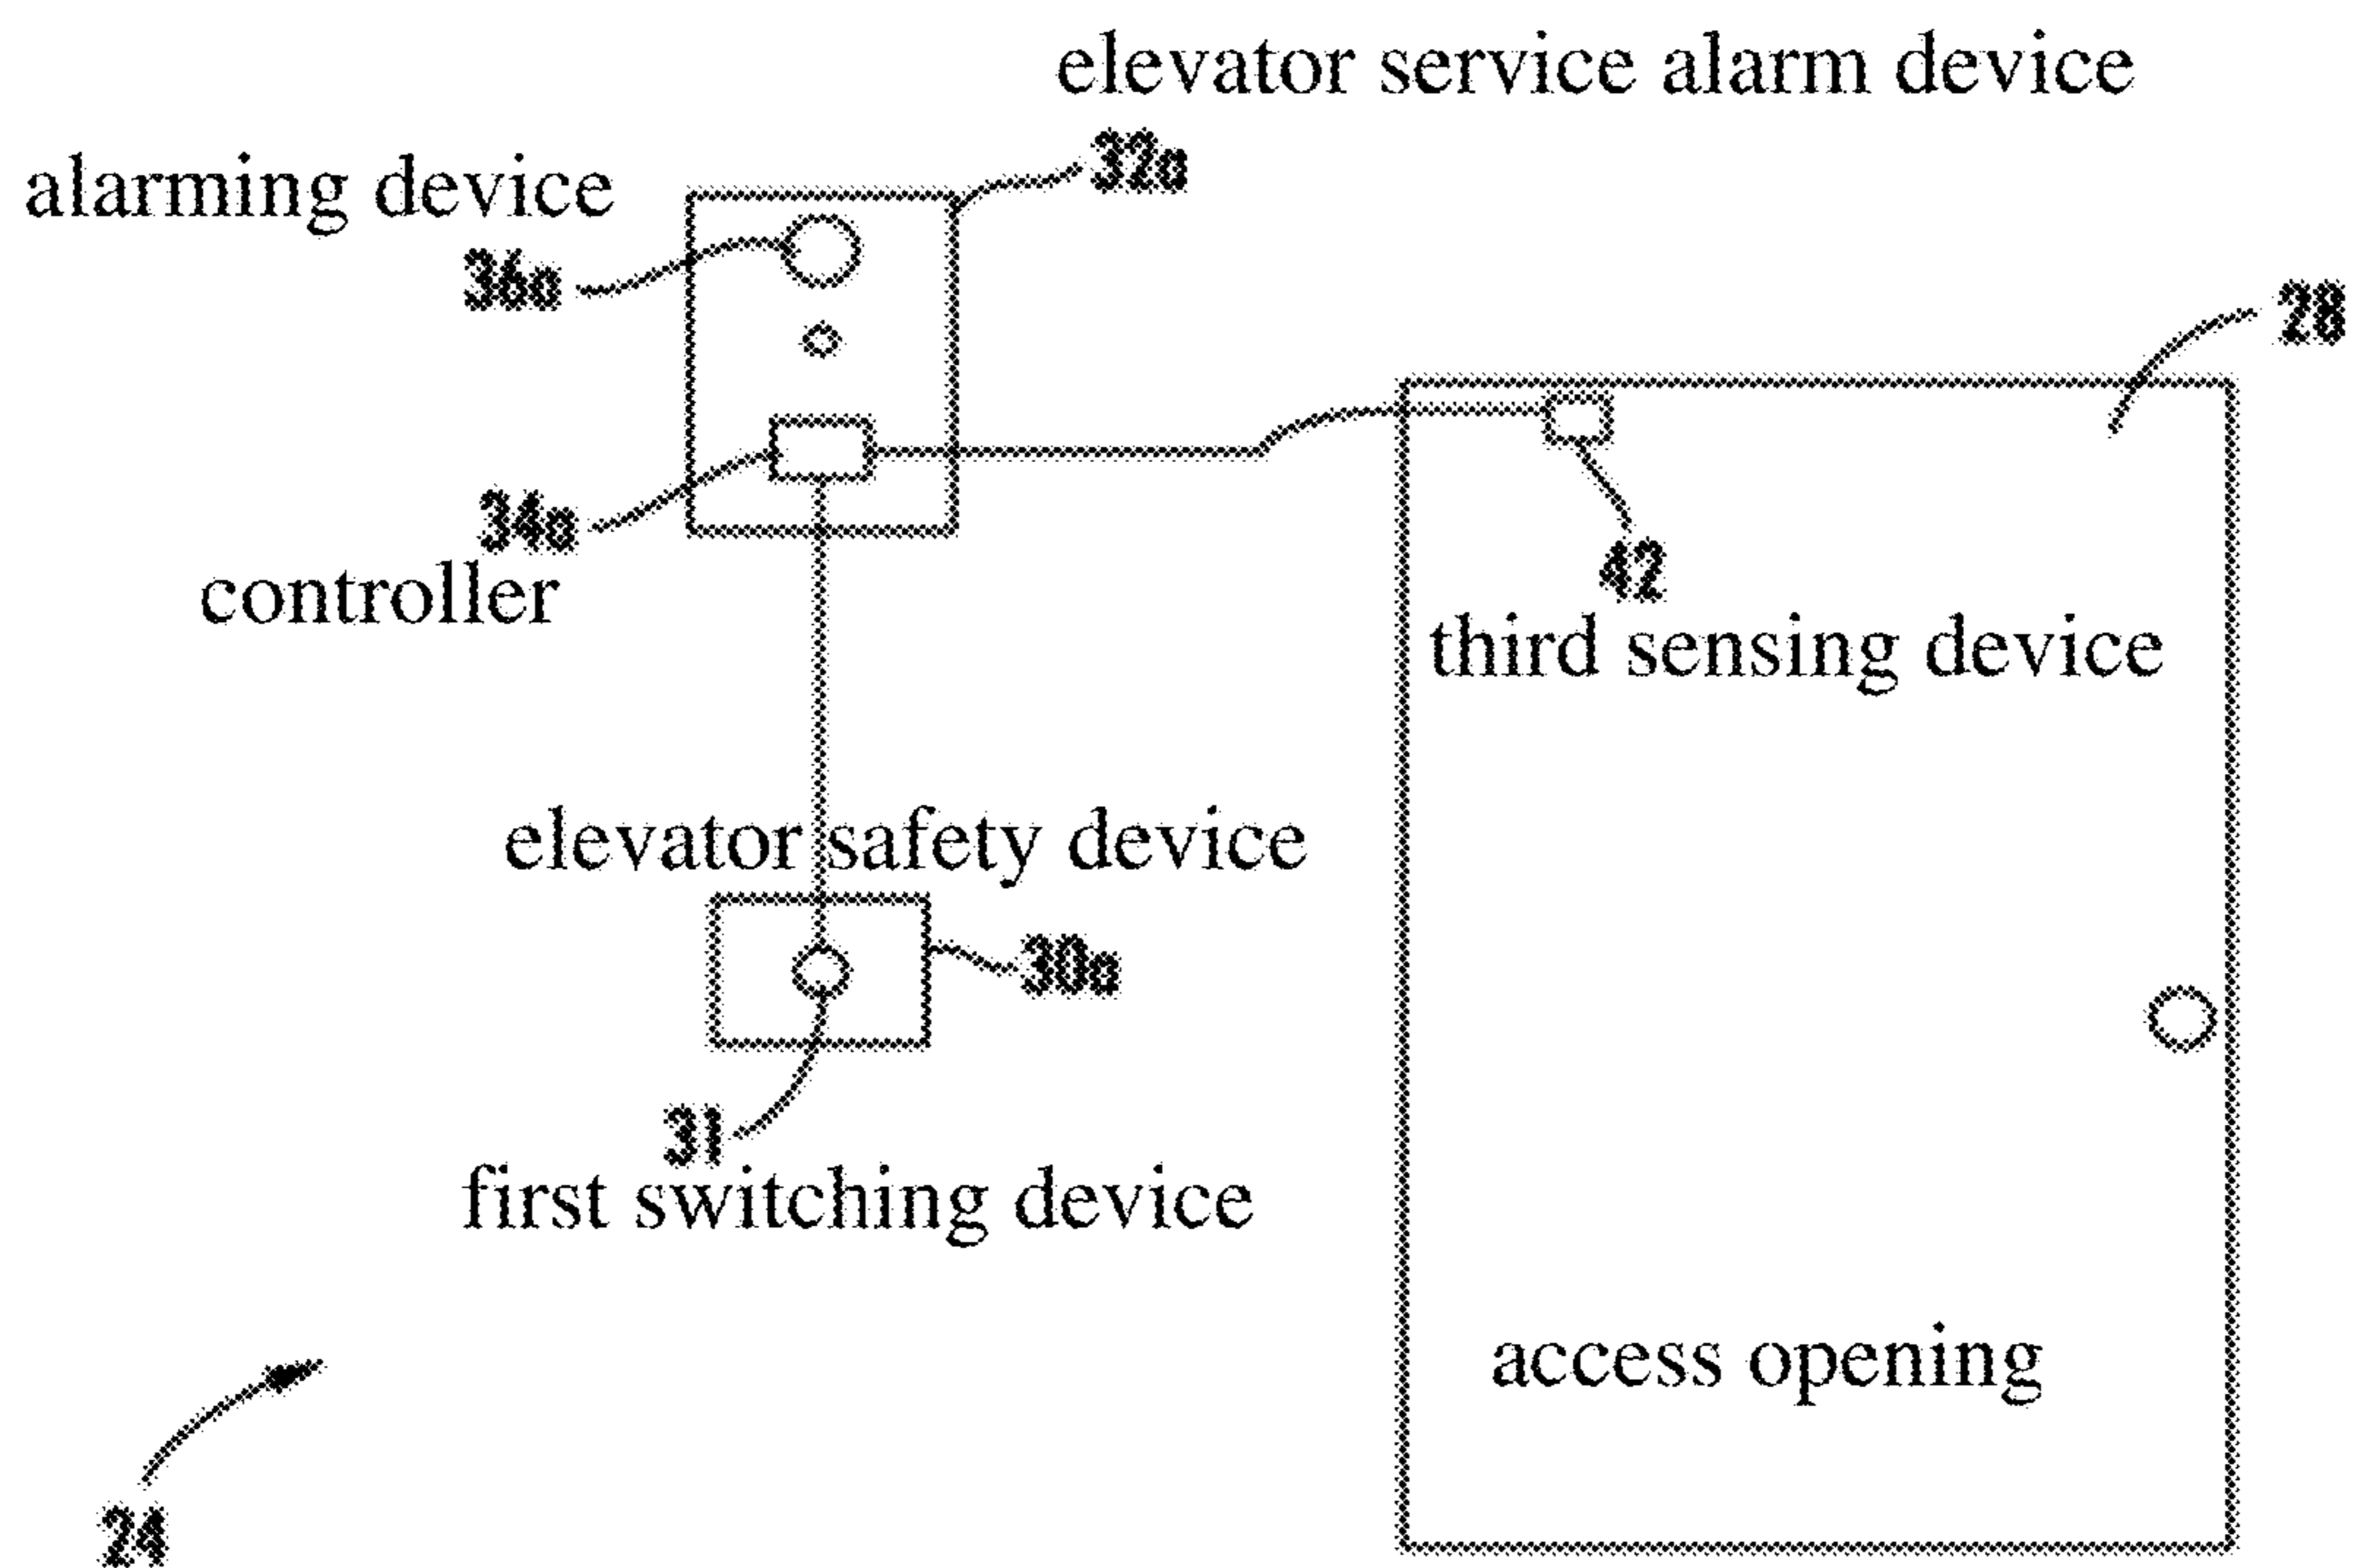 elevator service alarm device
32a
alarming device
36a
28
34a
controller
42
third sensing device
elevator safety device
30a
31
first switching device
access opening
24